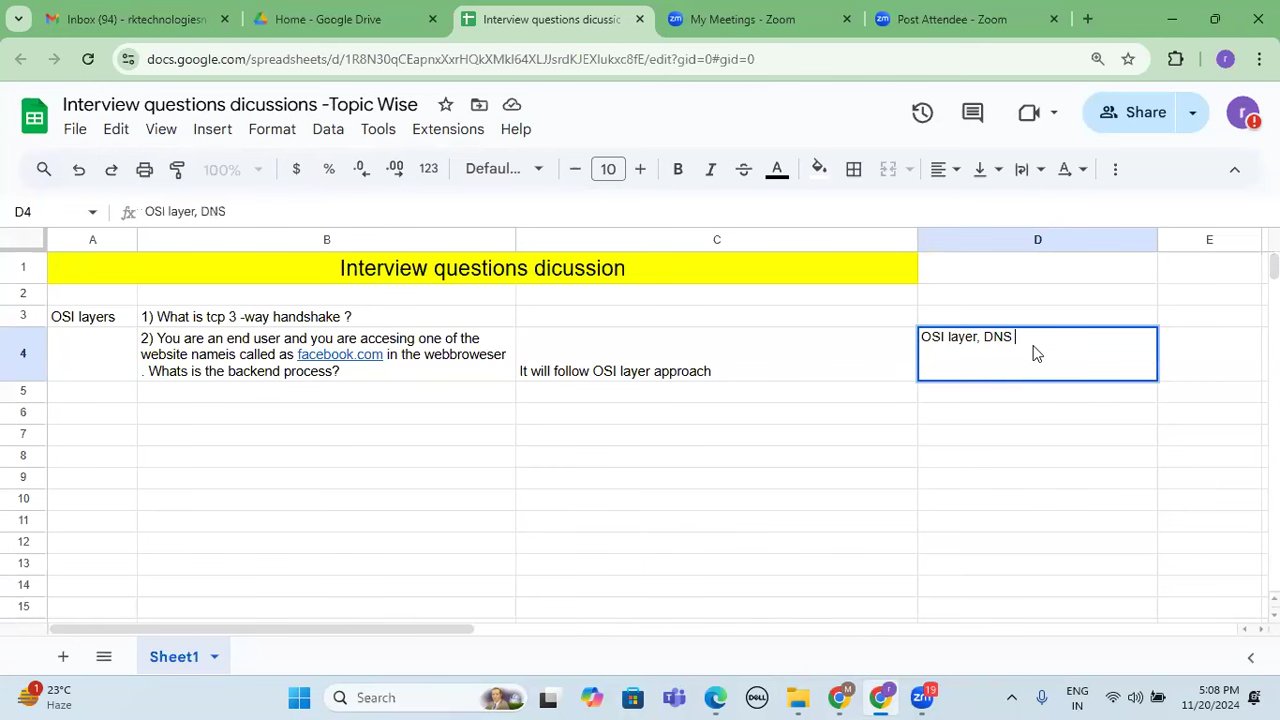 Inbox (94) - rktechnologiesn
Home - Google Drive
Interview questions dicussic
My Meetings - Zoom
Post Attendee - Zoom
docs.google.com/spreadsheets/d/1R8N30qCEapnxXxrHQkXMkl64XLJJsrdKJEXlukxc8fE/edit?gid=0#gid=0
r
Interview questions dicussions -Topic Wise
Share
r
File Edit View Insert Format Data Tools Extensions Help
100% $ % .0 .00 123 Defaul... 10 B I A
D4 fx OSI layer, DNS
A B C D E
1 Interview questions dicussion
2
3 OSI layers 1) What is tcp 3 -way handshake ?
2) You are an end user and you are accesing one of the
4 website nameis called as facebook.com in the webbroweser
. Whats is the backend process?
It will follow OSI layer approach
OSI layer, DNS
5
6
7
8
9
10
11
12
13
14
15
Sheet1
1
23°C
Haze
Search
DELL
M
r
zm
19
ENG
IN
5:08 PM
11/20/2024